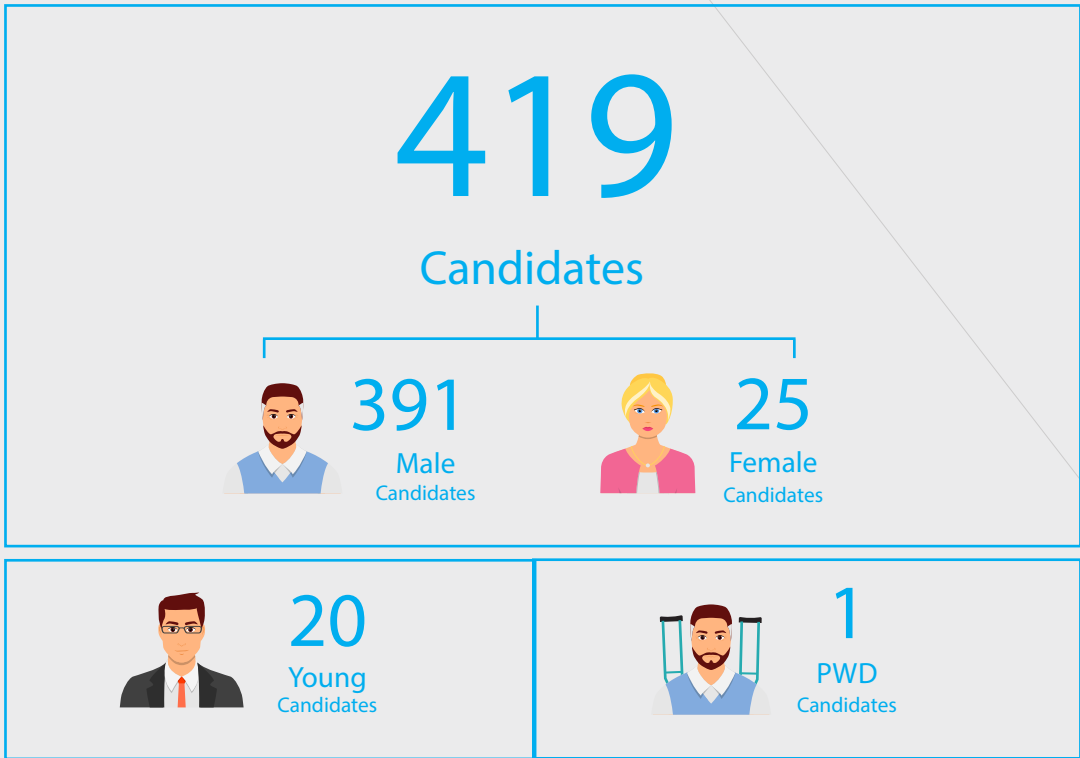 419
Candidates
391
Male
Candidates
25
Female
Candidates
20
Young
Candidates
1
PWD
Candidates